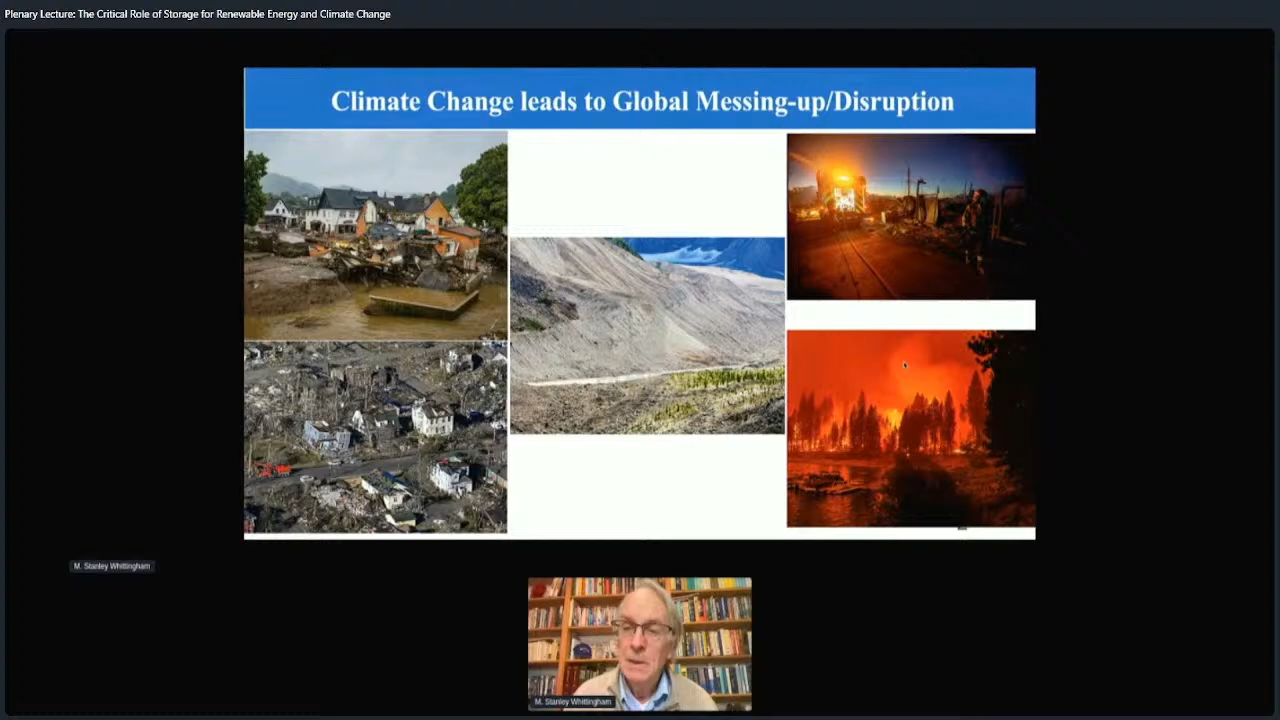 Plenary Lecture: The Critical Role of Storage for Renewable Energy and Climate Change
Climate Change leads to Global Messing-up/Disruption
M. Stanley Whittingham
M. Stanley Whittingham